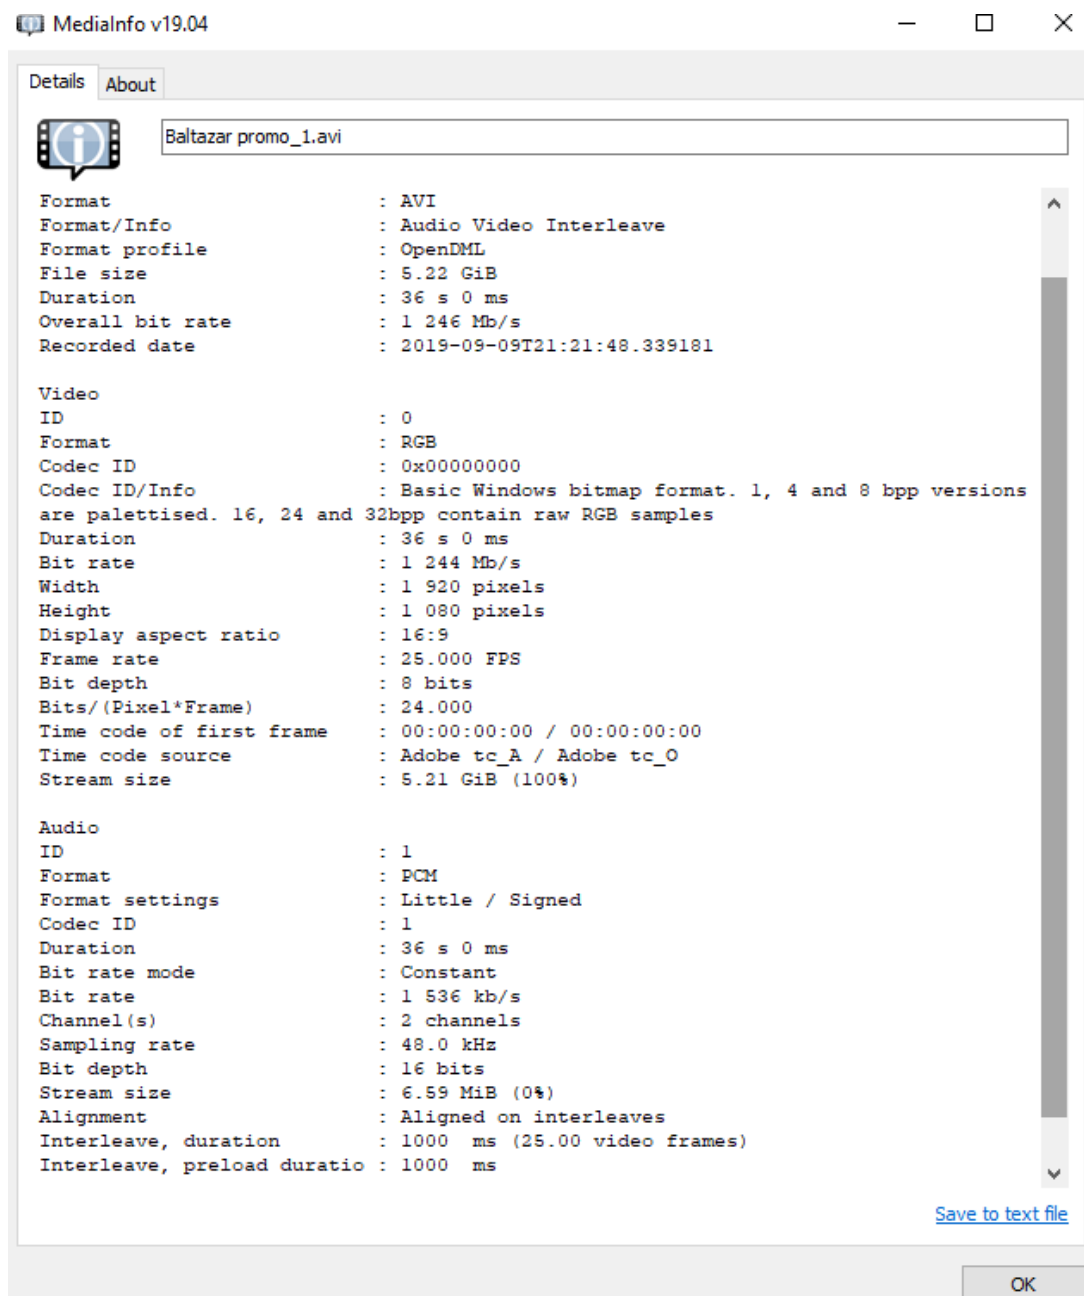 MediaInfo v19.04
Details About
Baltazar promo_1.avi
Format : AVI
Format/Info : Audio Video Interleave
Format profile : OpenDML
File size : 5.22 GiB
Duration : 36 s 0 ms
Overall bit rate : 1 246 Mb/s
Recorded date : 2019-09-09T21:21:48.339181
Video
ID : 0
Format : RGB
Codec ID : 0x00000000
Codec ID/Info : Basic Windows bitmap format. 1, 4 and 8 bpp versions
are palettised. 16, 24 and 32bpp contain raw RGB samples
Duration : 36 s 0 ms
Bit rate : 1 244 Mb/s
Width : 1 920 pixels
Height : 1 080 pixels
Display aspect ratio : 16:9
Frame rate : 25.000 FPS
Bit depth : 8 bits
Bits/(Pixel*Frame) : 24.000
Time code of first frame : 00:00:00:00 / 00:00:00:00
Time code source : Adobe tc_A / Adobe tc_O
Stream size : 5.21 GiB (100%)
Audio
ID : 1
Format : PCM
Format settings : Little / Signed
Codec ID : 1
Duration : 36 s 0 ms
Bit rate mode : Constant
Bit rate : 1 536 kb/s
Channel(s) : 2 channels
Sampling rate : 48.0 kHz
Bit depth : 16 bits
Stream size : 6.59 MiB (0%)
Alignment : Aligned on interleaves
Interleave, duration : 1000 ms (25.00 video frames)
Interleave, preload duratio : 1000 ms
Save to text file
OK